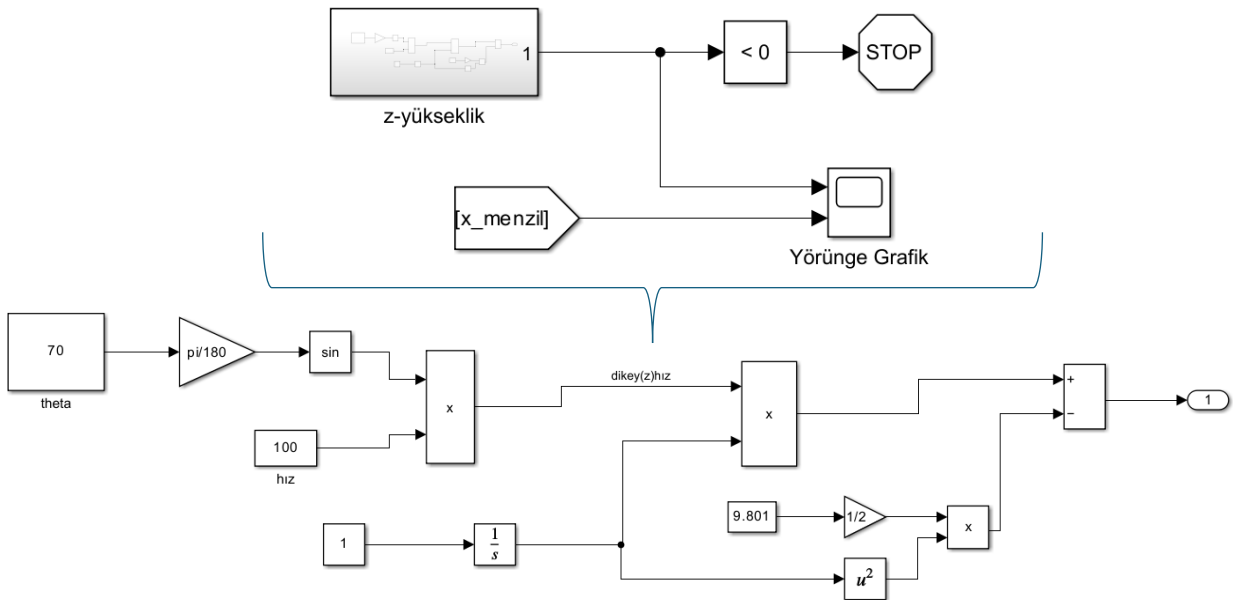 1
z-yükseklik
< 0
STOP
[x_menzil]
Yörünge Grafik
70
theta
pi/180
sin
100
hız
x
dikey(z)hız
x
+
−
1
9.801
1/2
x
1
1/s
u²